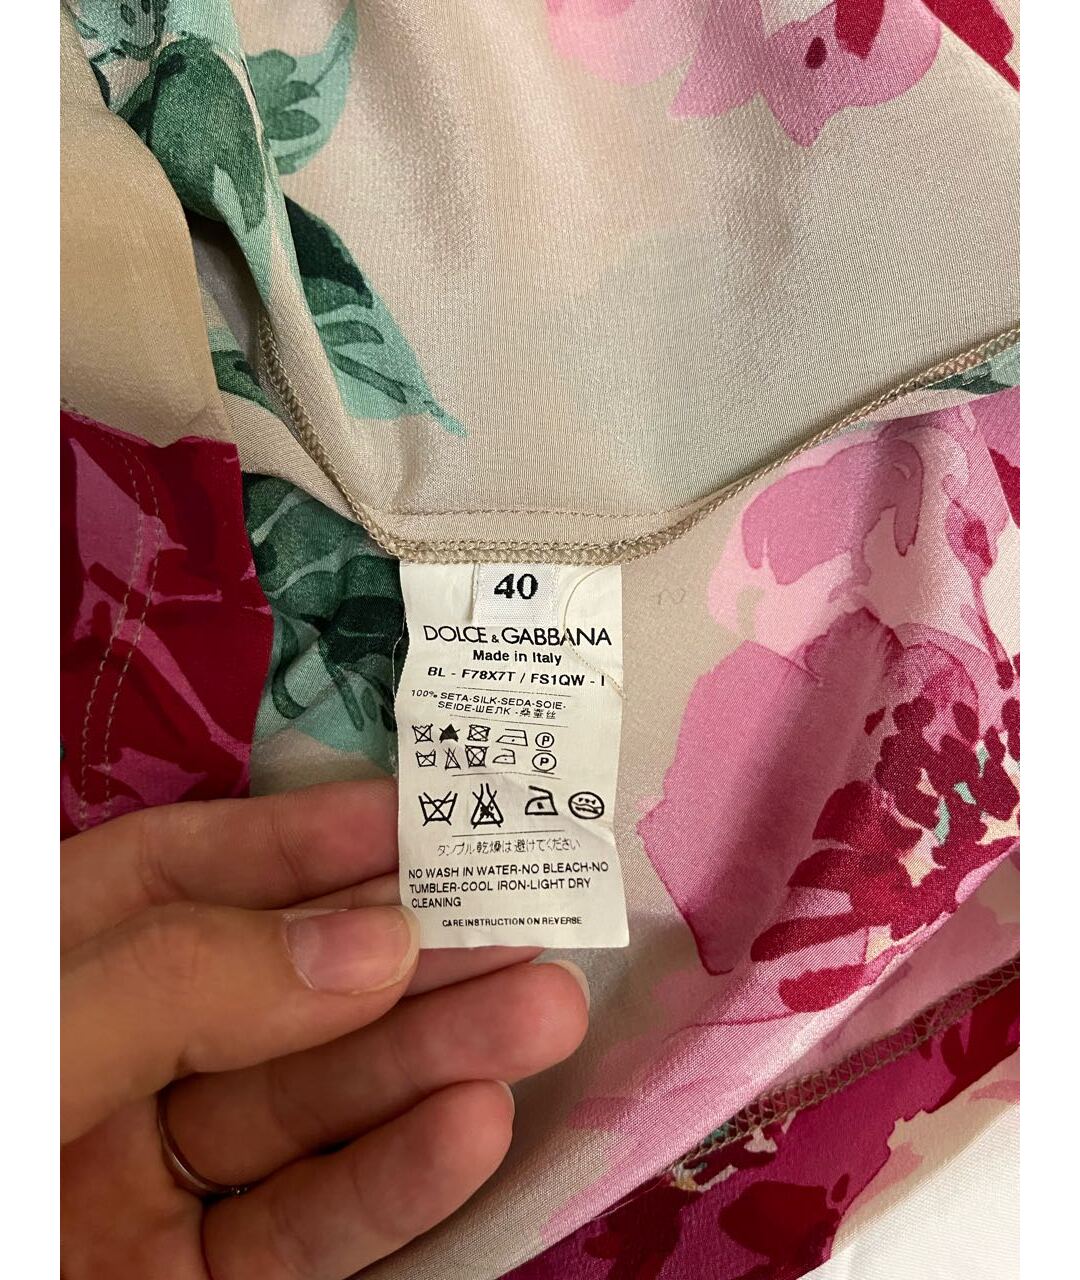 40
DOLCE & GABBANA
Made in Italy
BL - F78X7T / FS1QW - I
100% SETA-SILK-SEDA-SOIE-
SEIDE-ШЕЛК -桑蚕丝
P
P
タンブル乾燥は避けてください
NO WASH IN WATER-NO BLEACH-NO
TUMBLER-COOL IRON-LIGHT DRY
CLEANING
CARE INSTRUCTION ON REVERSE